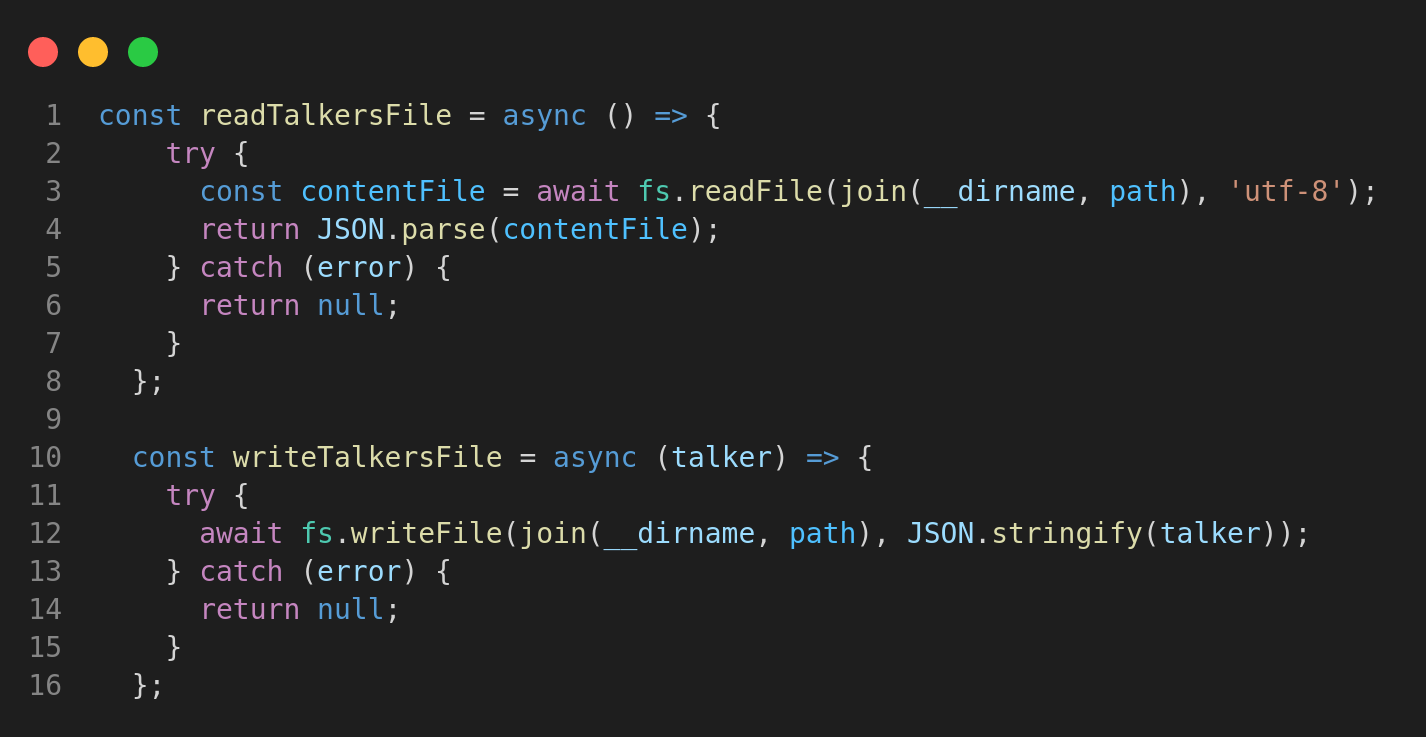 1 const readTalkersFile = async () => {
2     try {
3       const contentFile = await fs.readFile(join(__dirname, path), 'utf-8');
4       return JSON.parse(contentFile);
5     } catch (error) {
6       return null;
7     }
8   };
9
10   const writeTalkersFile = async (talker) => {
11     try {
12       await fs.writeFile(join(__dirname, path), JSON.stringify(talker));
13     } catch (error) {
14       return null;
15     }
16   };